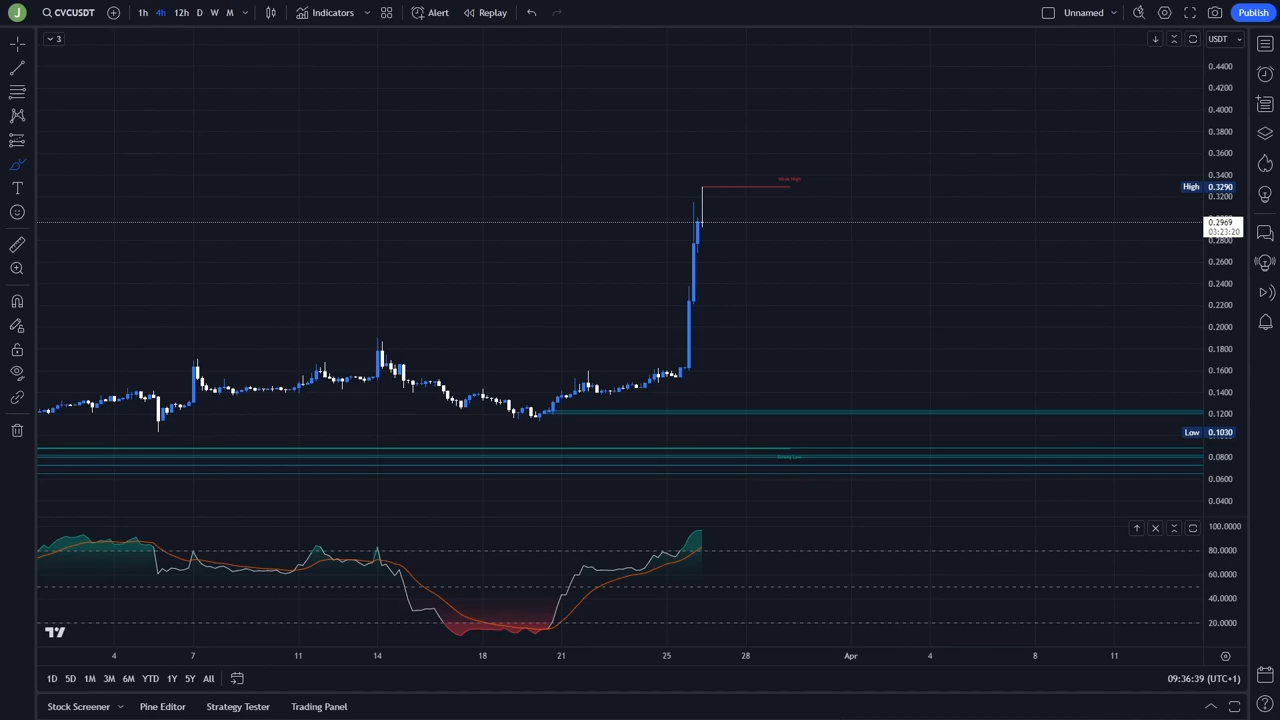 J CVCUSDT 1h 4h 12h D W M Indicators Alert Replay Unnamed Publish
3 USDT
0.4400
0.4200
0.4000
0.3800
0.3600
0.3400
Weak High
High 0.3290
0.3200
0.2969
03:23:20
0.2800
0.2600
0.2400
0.2200
0.2000
0.1800
0.1600
0.1400
0.1200
Low 0.1030
0.0800
Strong Low
0.0600
0.0400
100.0000
80.0000
60.0000
40.0000
20.0000
4 7 11 14 18 21 25 28 Apr 4 8 11
1D 5D 1M 3M 6M YTD 1Y 5Y All 09:36:39 (UTC+1)
Stock Screener Pine Editor Strategy Tester Trading Panel